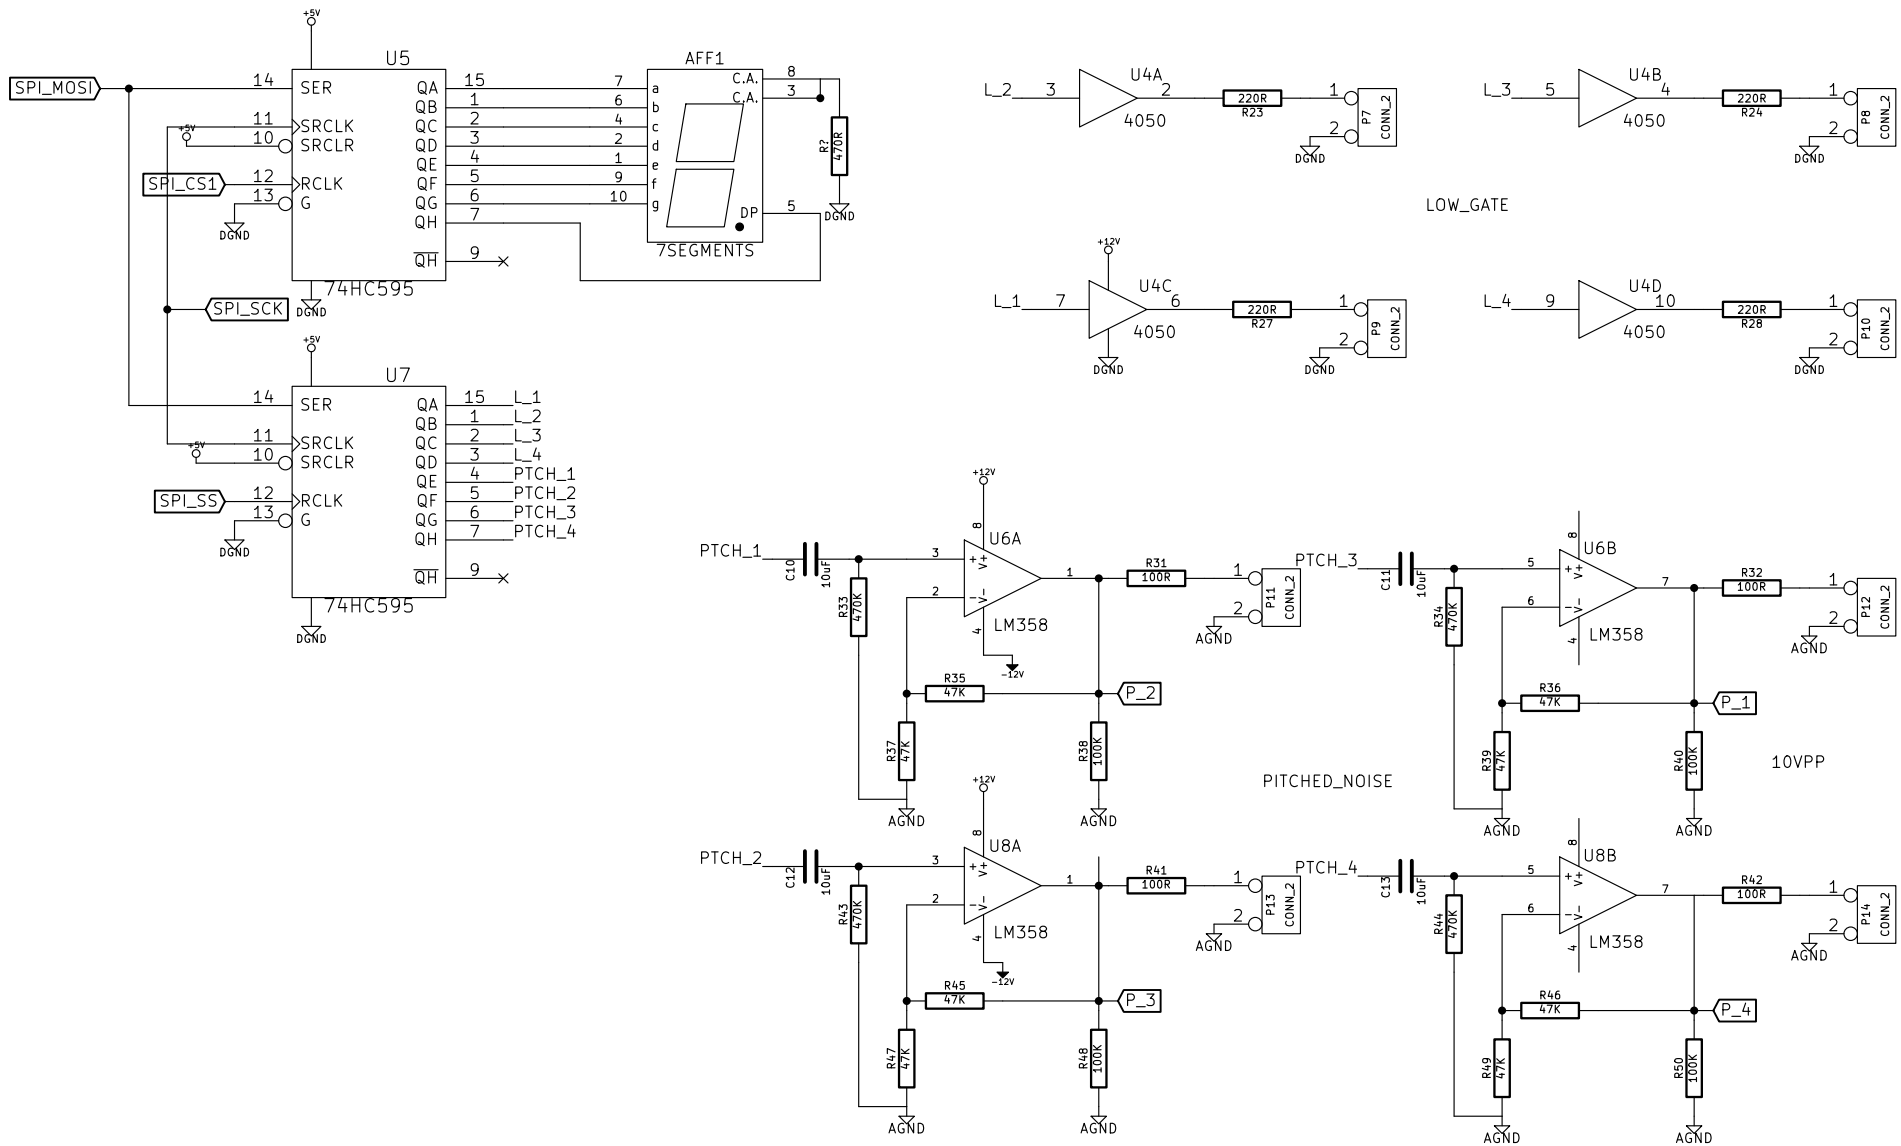 +5V
SPI_MOSI
U5
14 SER
11 SRCLK
+5V
10 SRCLR
SPI_CS1
12 RCLK
13 G
DGND
QA 15
QB 1
QC 2
QD 3
QE 4
QF 5
QG 6
QH 7
QH 9
74HC595
DGND
SPI_SCK
AFF1
7 a
6 b
4 c
2 d
1 e
9 f
10 g
C.A. 8
C.A. 3
DP 5
7SEGMENTS
R?
470R
DGND
L_2 3
U4A
2
4050
220R
R23
1
2
DGND
P7
CONN_2
L_3 5
U4B
4
4050
220R
R24
1
2
DGND
P8
CONN_2
LOW_GATE
+12V
L_1 7
U4C
6
4050
DGND
220R
R27
1
2
DGND
P9
CONN_2
L_4 9
U4D
10
4050
220R
R28
1
2
DGND
P10
CONN_2
+5V
U7
14 SER
11 SRCLK
+5V
10 SRCLR
SPI_SS
12 RCLK
13 G
DGND
QA 15 L_1
QB 1 L_2
QC 2 L_3
QD 3 L_4
QE 4 PTCH_1
QF 5 PTCH_2
QG 6 PTCH_3
QH 7 PTCH_4
QH 9
74HC595
DGND
+12V
PTCH_1
C10
10uF
R33
470K
8
U6A
3 + V+
2 − V-
4
1
LM358
-12V
R31
100R
1
2
AGND
P11
CONN_2
R35
47K
P_2
R37
47K
R38
100K
AGND
AGND
PTCH_3
C11
10uF
R34
470K
8
U6B
5 + V+
6 − V-
4
7
LM358
R32
100R
1
2
AGND
P12
CONN_2
R36
47K
P_1
R39
47K
R40
100K
AGND
AGND
PITCHED_NOISE
10VPP
+12V
PTCH_2
C12
10uF
R43
470K
8
U8A
3 + V+
2 − V-
4
1
LM358
-12V
R41
100R
1
2
AGND
P13
CONN_2
R45
47K
P_3
R47
47K
R48
100K
AGND
AGND
PTCH_4
C13
10uF
R44
470K
8
U8B
5 + V+
6 − V-
4
7
LM358
R42
100R
1
2
AGND
P14
CONN_2
R46
47K
P_4
R49
47K
R50
100K
AGND
AGND